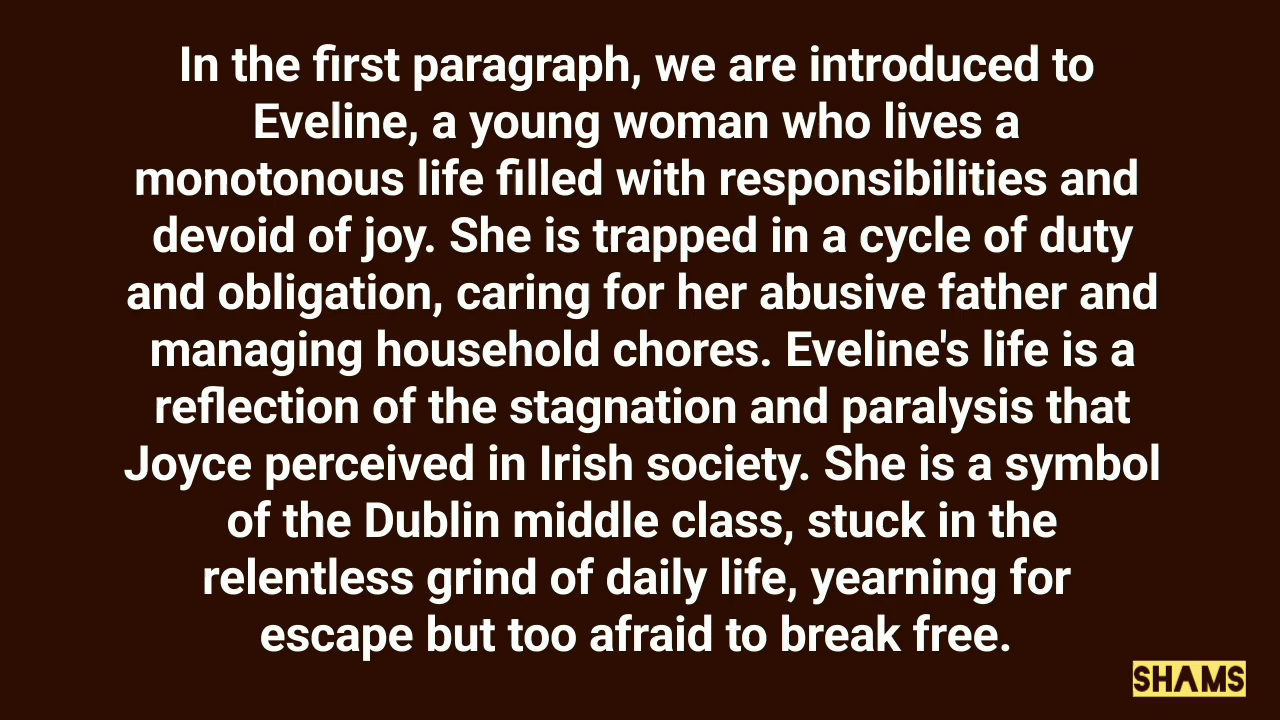 In the first paragraph, we are introduced to
Eveline, a young woman who lives a
monotonous life filled with responsibilities and
devoid of joy. She is trapped in a cycle of duty
and obligation, caring for her abusive father and
managing household chores. Eveline's life is a
reflection of the stagnation and paralysis that
Joyce perceived in Irish society. She is a symbol
of the Dublin middle class, stuck in the
relentless grind of daily life, yearning for
escape but too afraid to break free.
SHAMS